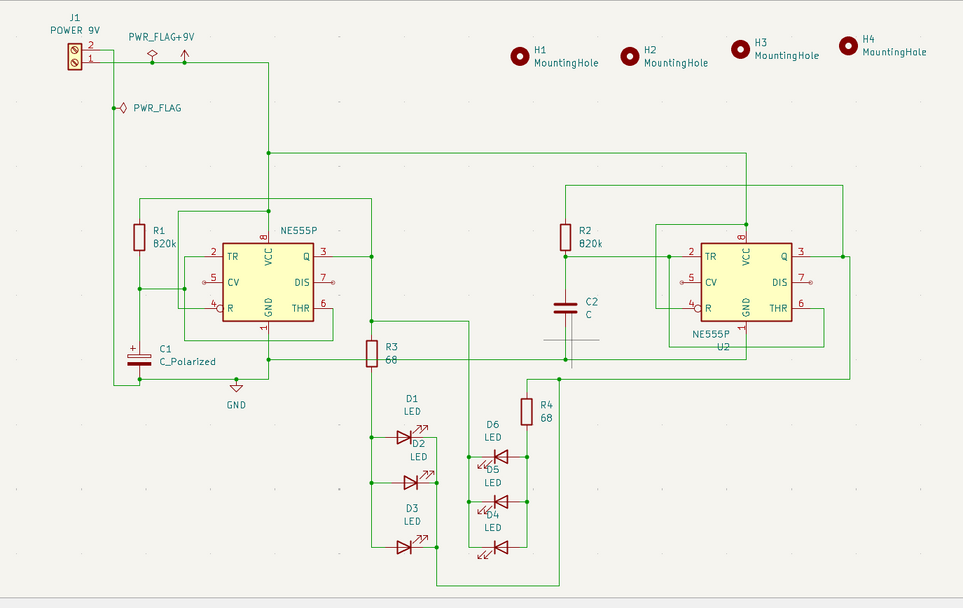 J1
POWER 9V
2
1
PWR_FLAG
+9V
PWR_FLAG
H1
MountingHole
H2
MountingHole
H3
MountingHole
H4
MountingHole
R1
820k
NE555P
8
VCC
2
TR
Q
3
5
CV
DIS
7
4
R
THR
6
GND
1
C1
C_Polarized
+
GND
R3
68
R2
820k
C2
C
8
VCC
2
TR
Q
3
5
CV
DIS
7
4
R
THR
6
GND
1
NE555P
U2
R4
68
D1
LED
D2
LED
D3
LED
D6
LED
D5
LED
D4
LED